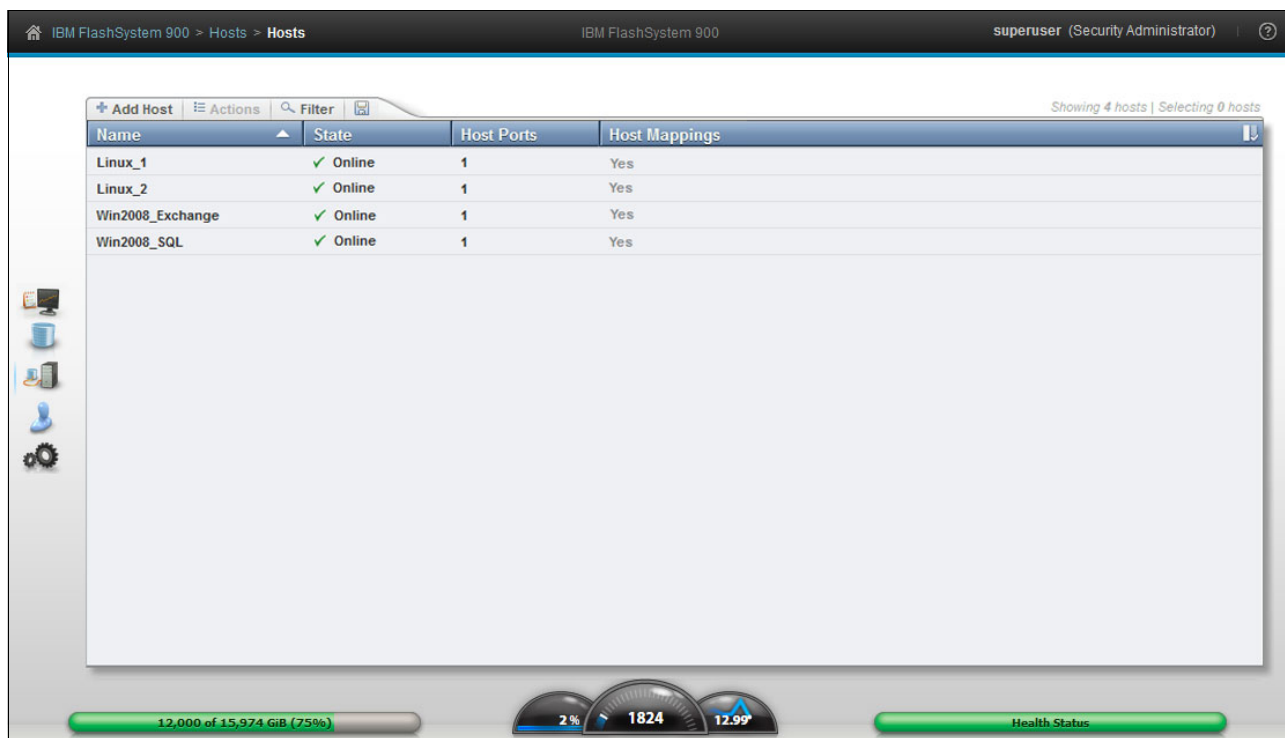 IBM FlashSystem 900 > Hosts > Hosts
IBM FlashSystem 900
superuser (Security Administrator)
Add Host Actions Filter
Showing 4 hosts | Selecting 0 hosts
Name State Host Ports Host Mappings
Linux_1 Online 1 Yes
Linux_2 Online 1 Yes
Win2008_Exchange Online 1 Yes
Win2008_SQL Online 1 Yes
12,000 of 15,974 GiB (75%)
2%
1824
12.99
Health Status